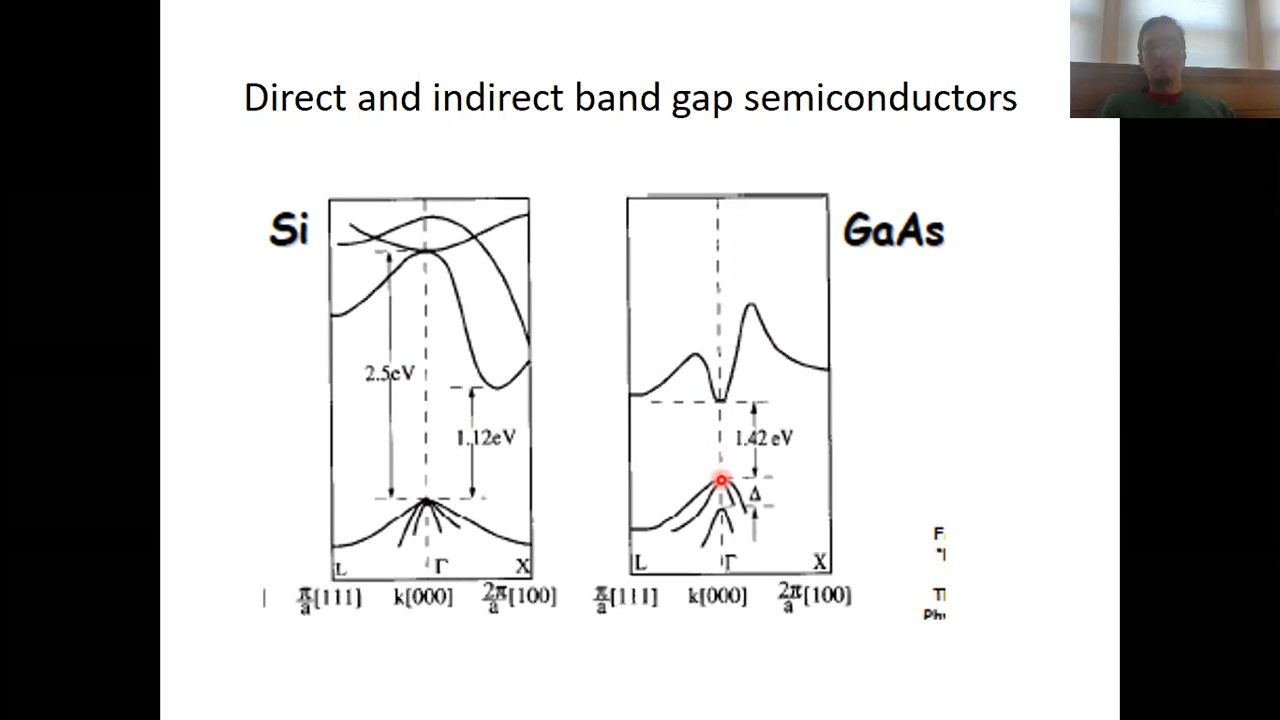 Direct and indirect band gap semiconductors
Si
GaAs
2.5eV
1.12eV
1.42 eV
Δ
L Γ X
L Γ X
π/a [111] k[000] 2π/a [100]
π/a [111] k[000] 2π/a [100]